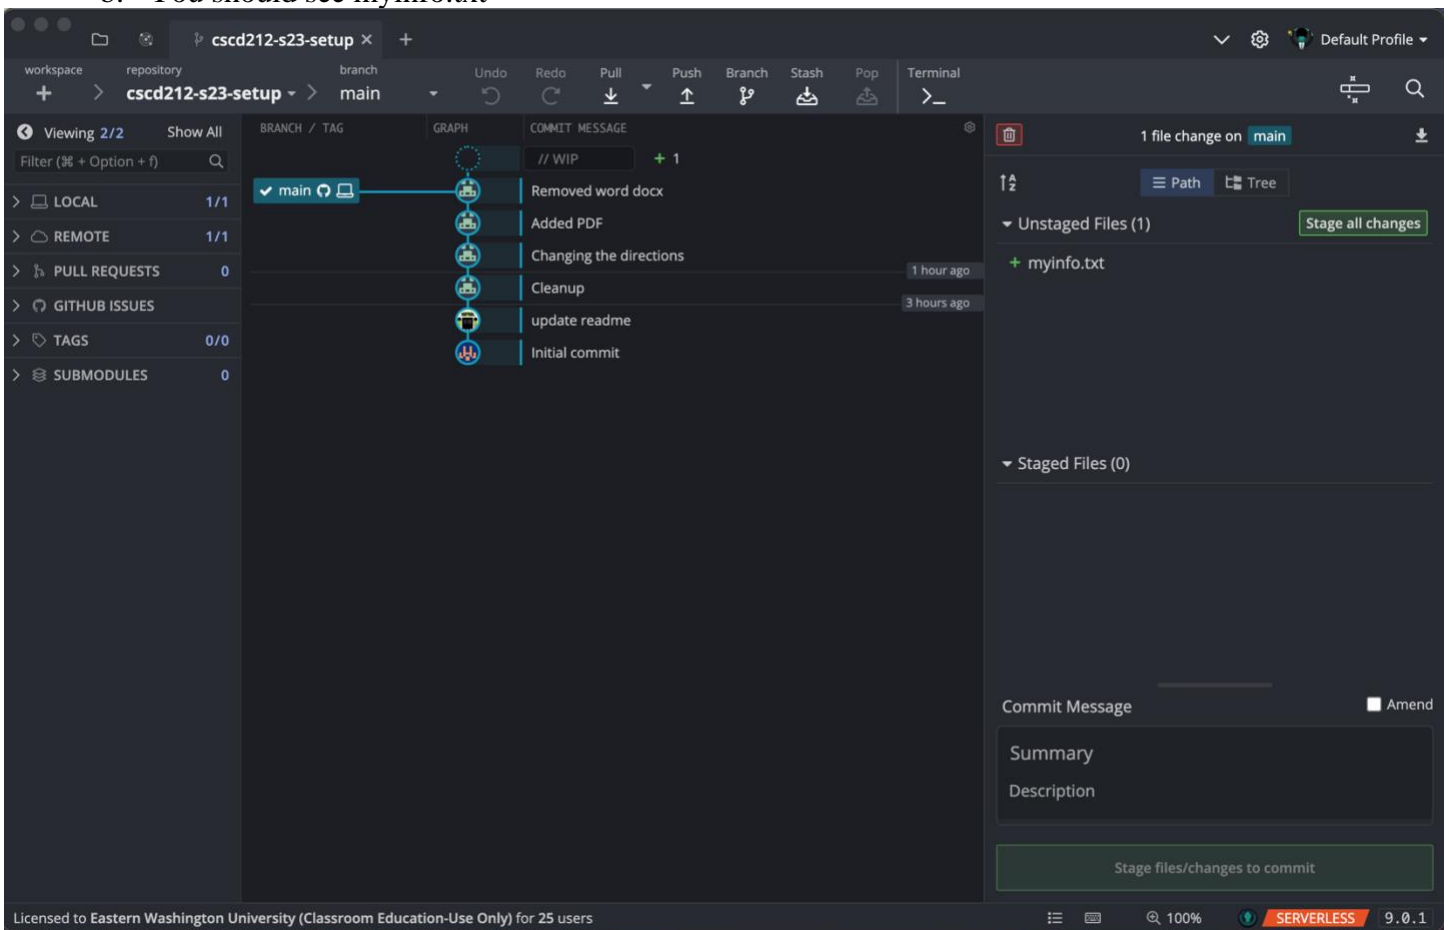 You should see myinfo.txt
cscd212-s23-setup × +
Default Profile
workspace repository branch Undo Redo Pull Push Branch Stash Pop Terminal
+ > cscd212-s23-setup > main
Viewing 2/2 Show All
BRANCH / TAG GRAPH COMMIT MESSAGE
1 file change on main
Filter (⌘ + Option + f)
// WIP + 1
Path Tree
LOCAL 1/1
main Removed word docx
Unstaged Files (1) Stage all changes
REMOTE 1/1
Added PDF
+ myinfo.txt
PULL REQUESTS 0
Changing the directions
1 hour ago
GITHUB ISSUES
Cleanup
3 hours ago
TAGS 0/0
update readme
SUBMODULES 0
Initial commit
Staged Files (0)
Commit Message Amend
Summary
Description
Stage files/changes to commit
Licensed to Eastern Washington University (Classroom Education-Use Only) for 25 users
100% SERVERLESS 9.0.1